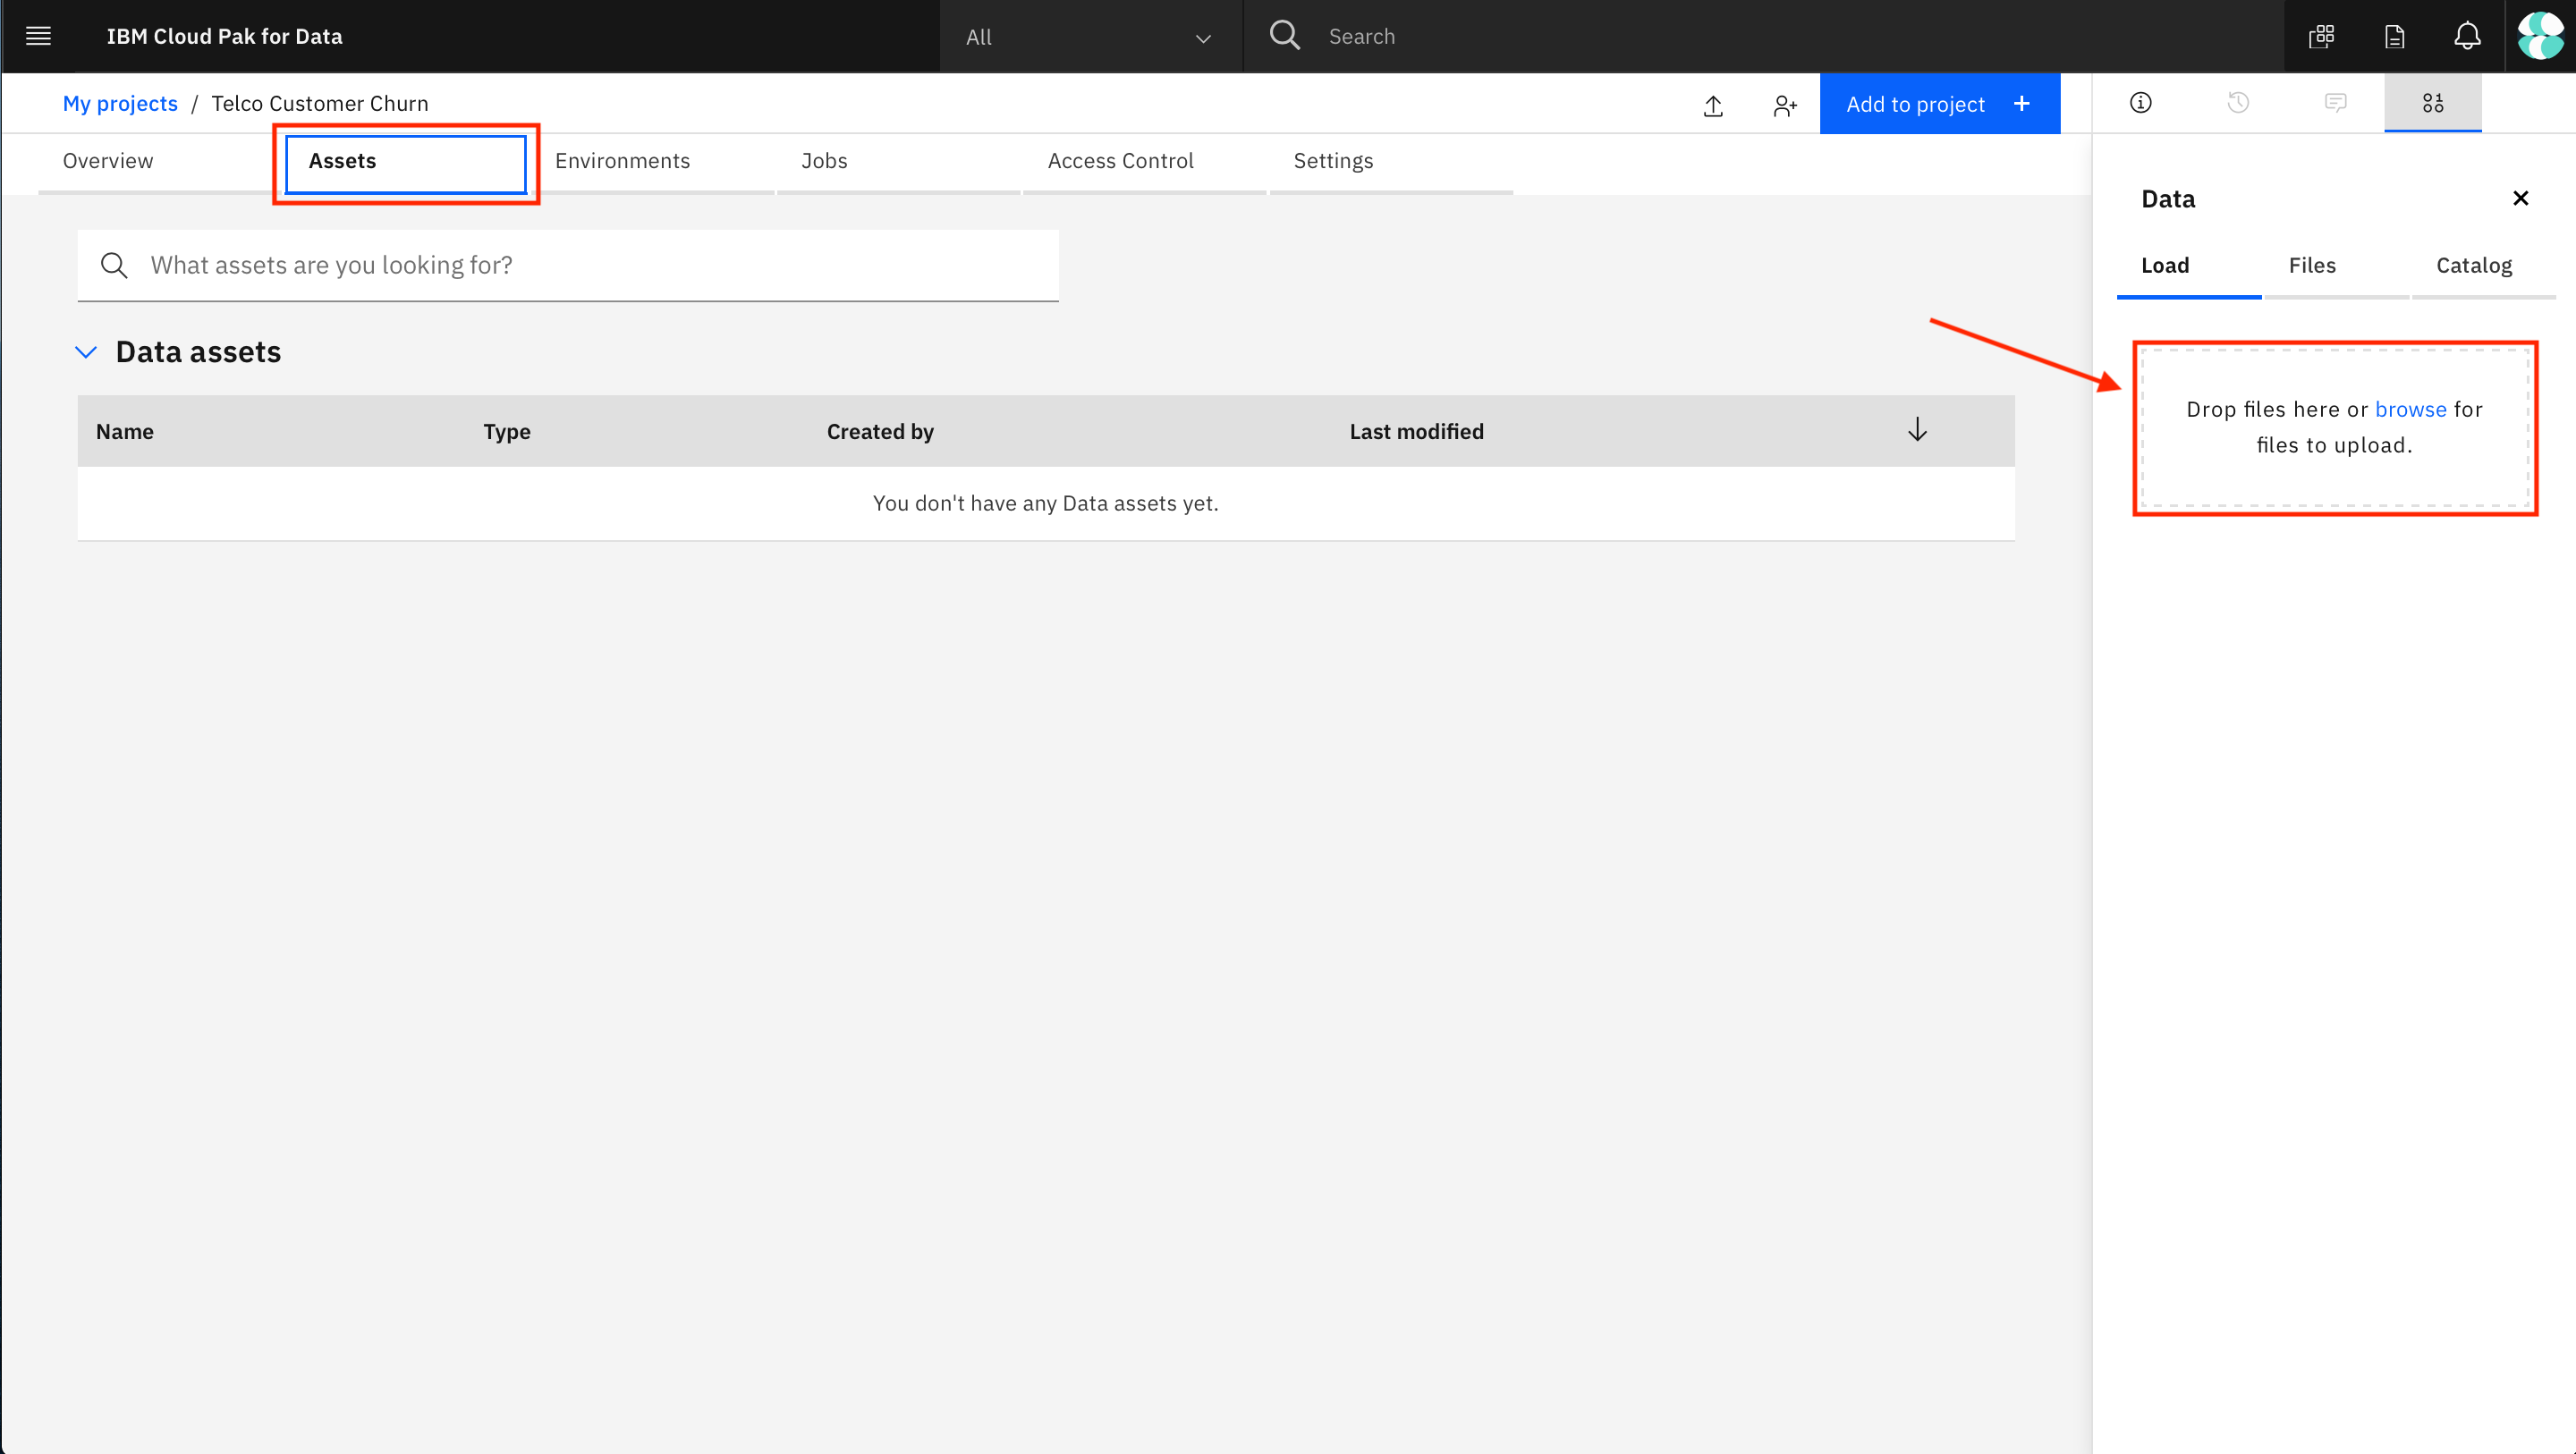 IBM Cloud Pak for Data
All
Search
My projects / Telco Customer Churn
Add to project +
Overview
Assets
Environments
Jobs
Access Control
Settings
What assets are you looking for?
Data assets
Name
Type
Created by
Last modified
You don't have any Data assets yet.
Data
Load
Files
Catalog
Drop files here or browse for
files to upload.